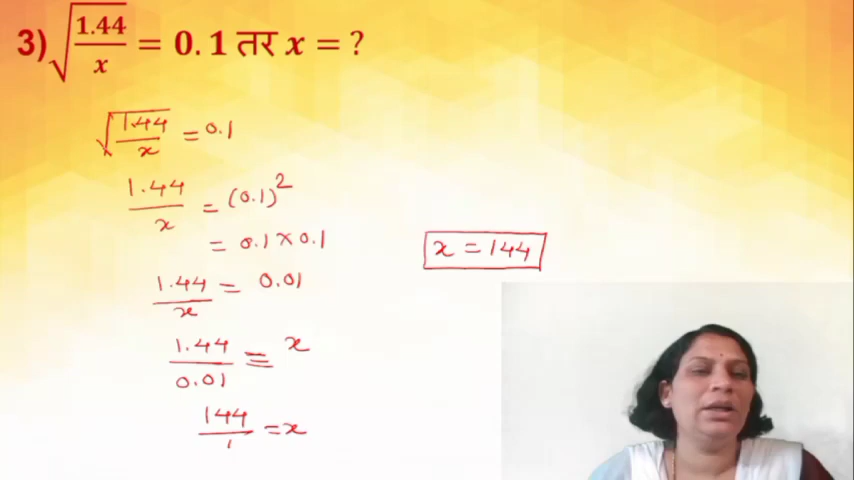 3) √(1.44/x) = 0.1 तर x = ?
√(1.44/x) = 0.1
1.44/x = (0.1)²
= 0.1 × 0.1
1.44/x = 0.01
1.44/0.01 = x
144/1 = x
x = 144